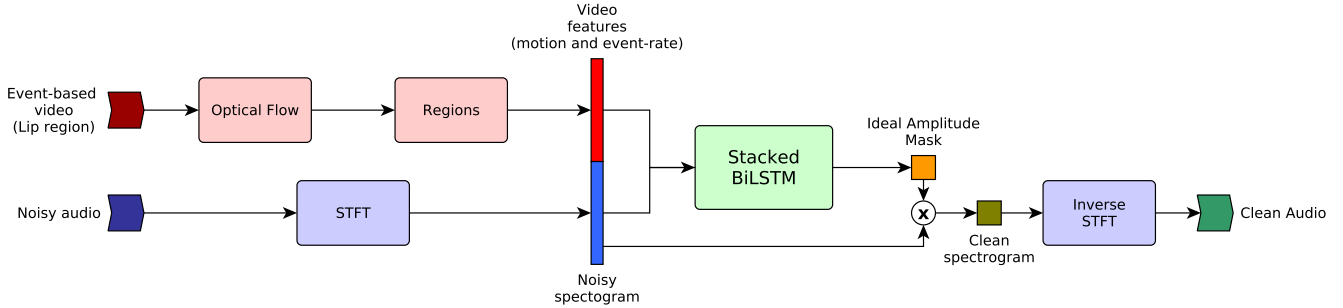 Video
features
(motion and event-rate)
Event-based
video
(Lip region)
Optical Flow
Regions
Stacked
BiLSTM
Ideal Amplitude
Mask
Noisy audio
STFT
x
Inverse
STFT
Clean Audio
Clean
spectrogram
Noisy
spectogram